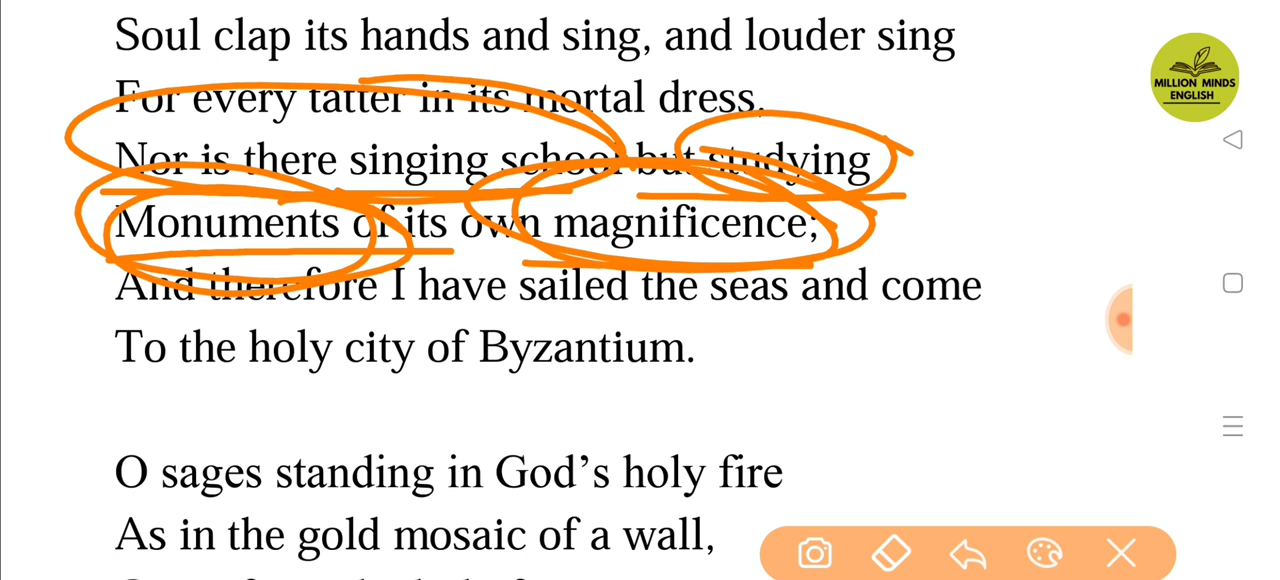 Soul clap its hands and sing, and louder sing
For every tatter in its mortal dress,
Nor is there singing school but studying
Monuments of its own magnificence;
And therefore I have sailed the seas and come
To the holy city of Byzantium.
O sages standing in God's holy fire
As in the gold mosaic of a wall,
MILLION MINDS
ENGLISH